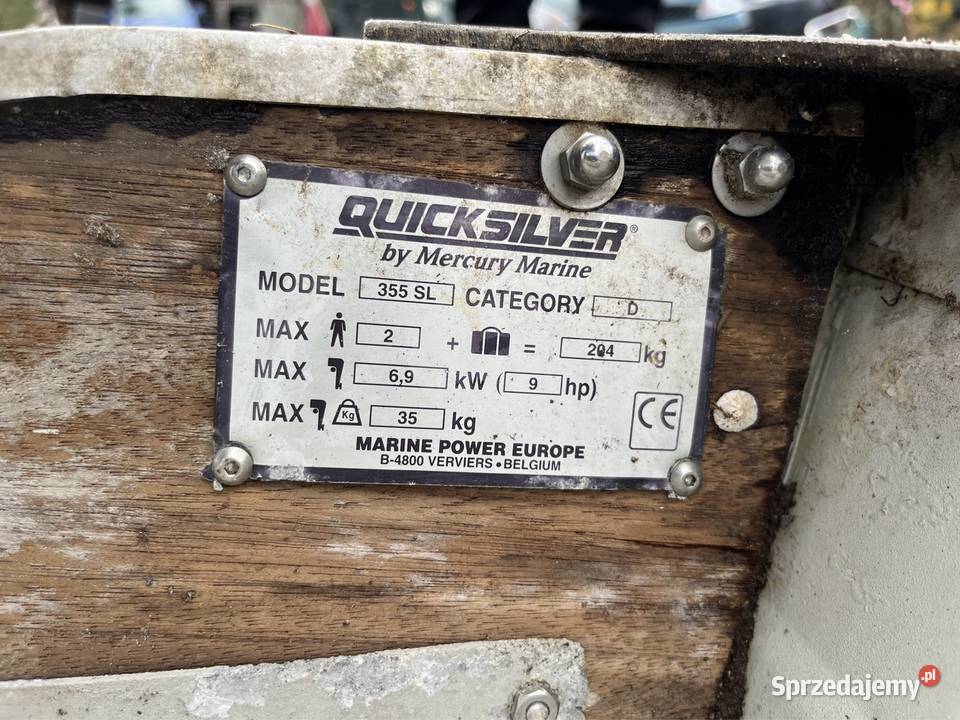 QUICKSILVER®
by Mercury Marine
MODEL 355 SL CATEGORY D
MAX 2 + = 204 kg
MAX 6,9 kW (9 hp)
MAX Kg 35 kg
CE
MARINE POWER EUROPE
B-4800 VERVIERS • BELGIUM
Sprzedajemy.pl